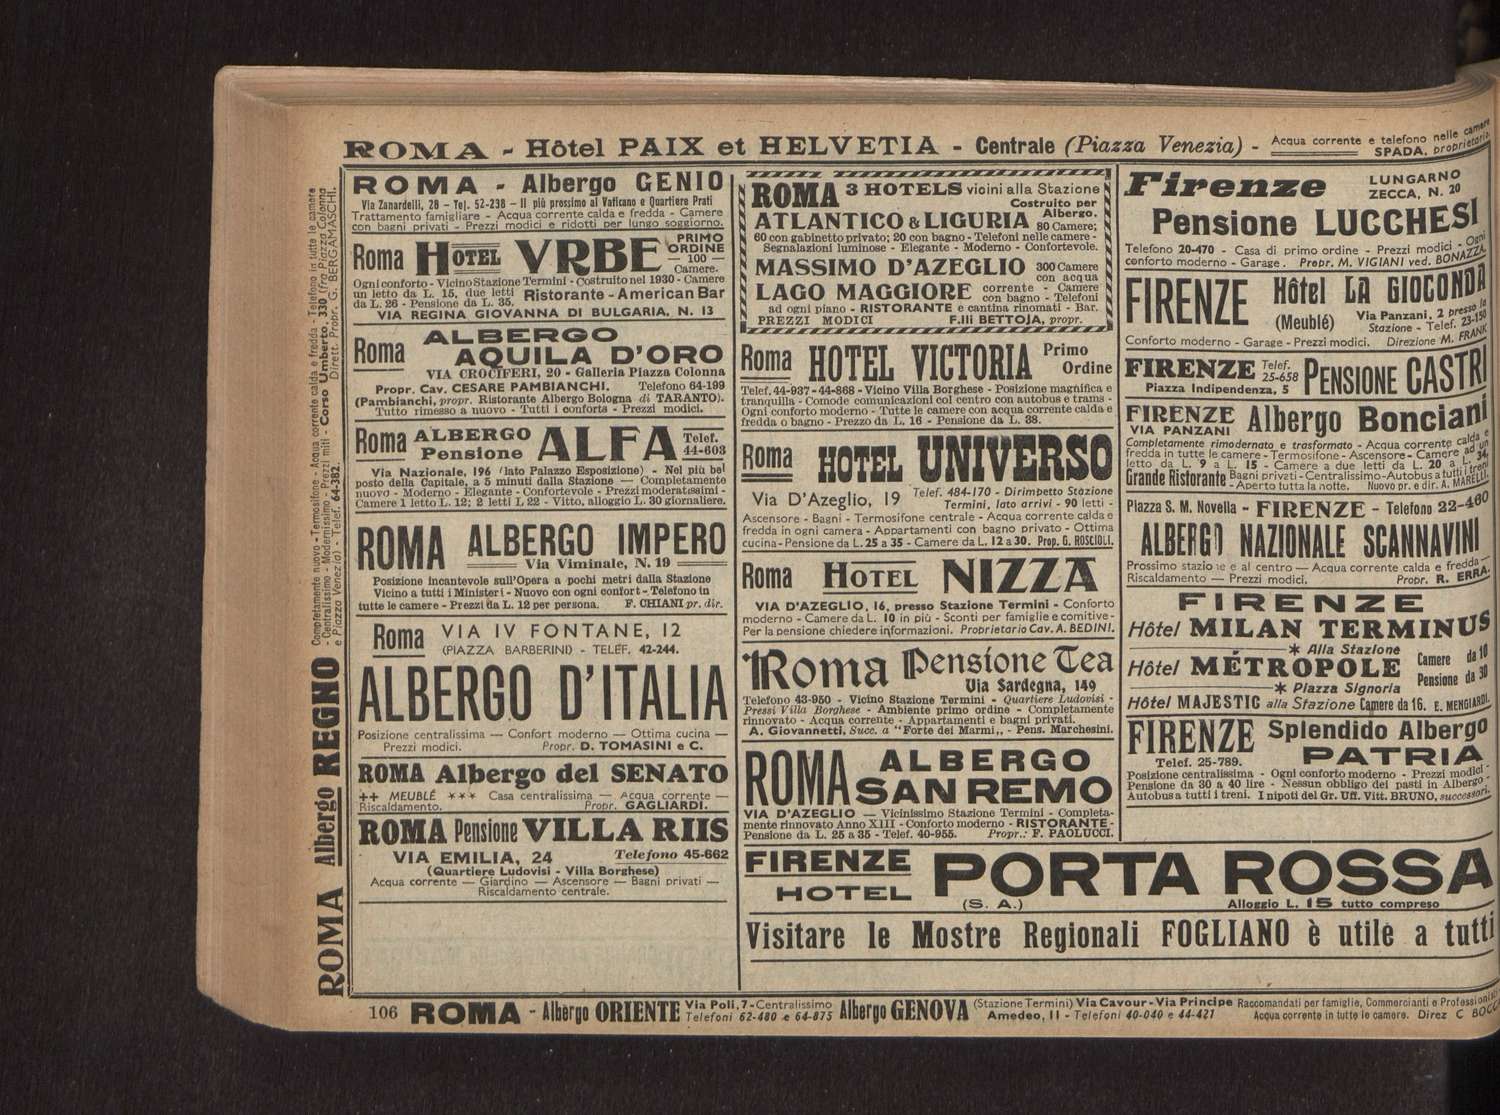 ROMA - Hôtel PAIX et HELVETIA - Centrale (Piazza Venezia) - Acqua corrente e telefono nelle camere
SPADA, proprietario.
ROMA Albergo REGNO Completamente nuovo - Termosifone - Acqua corrente calda e fredda - Telefono in tutte le camere
- Centralissimo - Modernissimo - Prezzi miti - Corso Umberto, 330 (fra Piazza Colonna
e Piazza Venezia) - Telef. 64-382. Dirett. Propr. G. BERGAMASCHI.
ROMA - Albergo GENIO
Via Zanardelli, 28 - Tel. 52-238 - Il più prossimo al Vaticano e Quartiere Prati
Trattamento famigliare - Acqua corrente calda e fredda - Camere
con bagni privati - Prezzi modici e ridotti per lungo soggiorno.
Roma HOTEL VRBE PRIMO
ORDINE
— 100 —
Camere.
Ogni conforto - Vicino Stazione Termini - Costruito nel 1930 - Camere
un letto da L. 15, due letti
da L. 26 - Pensione da L. 35. Ristorante - American Bar
VIA REGINA GIOVANNA DI BULGARIA, N. 13
Roma ALBERGO
AQUILA D'ORO
VIA CROCIFERI, 20 - Galleria Piazza Colonna
Propr. Cav. CESARE PAMBIANCHI. Telefono 64-199
(Pambianchi, propr. Ristorante Albergo Bologna di TARANTO).
Tutto rimesso a nuovo - Tutti i conforts - Prezzi modici.
Roma ALBERGO
Pensione ALFA Telef.
44-603
Via Nazionale, 196 (lato Palazzo Esposizione) - Nel più bel
posto della Capitale, a 5 minuti dalla Stazione — Completamente
nuovo - Moderno - Elegante - Confortevole - Prezzi moderatissimi -
Camere 1 letto L. 12; 2 letti L 22 - Vitto, alloggio L. 30 giornaliere.
ROMA ALBERGO IMPERO
Via Viminale, N. 19
Posizione incantevole sull'Opera a pochi metri dalla Stazione
Vicino a tutti i Ministeri - Nuovo con ogni confort - Telefono in
tutte le camere - Prezzi da L. 12 per persona. F. CHIANI pr. dir.
Roma VIA IV FONTANE, 12
(PIAZZA BARBERINI) - TELEF. 42-244.
ALBERGO D'ITALIA
Posizione centralissima — Confort moderno — Ottima cucina —
Prezzi modici. Propr. D. TOMASINI e C.
ROMA Albergo del SENATO
++ MEUBLÉ *** Casa centralissima — Acqua corrente —
Riscaldamento. Propr. GAGLIARDI.
ROMA Pensione VILLA RIIS
VIA EMILIA, 24 Telefono 45-662
(Quartiere Ludovisi - Villa Borghese)
Acqua corrente — Giardino — Ascensore — Bagni privati —
Riscaldamento centrale.
ROMA 3 HOTELS vicini alla Stazione
Costruito per
Albergo.
ATLANTICO & LIGURIA 80 Camere;
60 con gabinetto privato; 20 con bagno - Telefoni nelle camere -
Segnalazioni luminose - Elegante - Moderno - Confortevole.
MASSIMO D'AZEGLIO 300 Camere
con acqua
LAGO MAGGIORE corrente - Camere
con bagno - Telefoni
ad ogni piano - RISTORANTE e cantina rinomati - Bar.
PREZZI MODICI F.lli BETTOJA, propr.
Roma HOTEL VICTORIA Primo
Ordine
Telef. 44-937 - 44-868 - Vicino Villa Borghese - Posizione magnifica e
tranquilla - Comode comunicazioni col centro con autobus e trams -
Ogni conforto moderno - Tutte le camere con acqua corrente calda e
fredda o bagno - Prezzo da L. 16 - Pensione da L. 38.
Roma HOTEL UNIVERSO
Via D'Azeglio, 19 Telef. 484-170 - Dirimpetto Stazione
Termini, lato arrivi - 90 letti -
Ascensore - Bagni - Termosifone centrale - Acqua corrente calda e
fredda in ogni camera - Appartamenti con bagno privato - Ottima
cucina - Pensione da L. 25 a 35 - Camere da L. 12 a 30. Prop. G. ROSCIOLI.
Roma HOTEL NIZZA
VIA D'AZEGLIO, 16, presso Stazione Termini - Conforto
moderno - Camere da L. 10 in più - Sconti per famiglie e comitive -
Per la pensione chiedere informazioni. Proprietario Cav. A. BEDINI.
Roma Pensione Tea
Via Sardegna, 149
Telefono 43-950 - Vicino Stazione Termini - Quartiere Ludovisi -
Pressi Villa Borghese - Ambiente primo ordine - Completamente
rinnovato - Acqua corrente - Appartamenti e bagni privati.
A. Giovannetti, Succ. a "Forte dei Marmi,, - Pens. Marchesini.
ROMA ALBERGO
SAN REMO
VIA D'AZEGLIO — Vicinissimo Stazione Termini - Completa-
mente rinnovato Anno XIII - Conforto moderno - RISTORANTE -
Pensione da L. 25 a 35 - Telef. 40-955. Propr.: F. PAOLUCCI.
Firenze LUNGARNO
ZECCA, N. 20
Pensione LUCCHESI
Telefono 20-470 - Casa di primo ordine - Prezzi modici - Ogni
conforto moderno - Garage. Propr. M. VIGIANI ved. BONAZZA.
FIRENZE Hôtel LA GIOCONDA
(Meublé) Via Panzani, 2 presso la
Stazione - Telef. 23-150
Conforto moderno - Garage - Prezzi modici. Direzione M. FRANK
FIRENZE Telef.
25-658 PENSIONE CASTRI
Piazza Indipendenza, 5
FIRENZE Albergo Bonciani
VIA PANZANI
Completamente rimodernato e trasformato - Acqua corrente calda e
fredda in tutte le camere - Termosifone - Ascensore - Camere ad un
letto da L. 9 a L. 15 - Camere a due letti da L. 20 a L. 34,
Grande Ristorante Bagni privati - Centralissimo - Autobus a tutti i treni
- Aperto tutta la notte. Nuovo pr. e dir. A. MARELLI.
Piazza S. M. Novella - FIRENZE - Telefono 22-460
ALBERGO NAZIONALE SCANNAVINI
Prossimo stazione e al centro — Acqua corrente calda e fredda —
Riscaldamento — Prezzi modici. Propr. R. ERRA.
FIRENZE
Hôtel MILAN TERMINUS
* Alla Stazione
Hôtel MÉTROPOLE Camere da 10
Pensione da 30
* Piazza Signoria
Hôtel MAJESTIC alla Stazione Camere da 16. E. MENGIARDI.
FIRENZE Splendido Albergo
Telef. 25-789. PATRIA
Posizione centralissima - Ogni conforto moderno - Prezzi modici -
Pensione da 30 a 40 lire - Nessun obbligo dei pasti in Albergo -
Autobus a tutti i treni. I nipoti del Gr. Uff. Vitt. BRUNO, successori.
FIRENZE
HOTEL PORTA ROSSA
(S. A.) Alloggio L. 15 tutto compreso
Visitare le Mostre Regionali FOGLIANO è utile a tutti
106 ROMA - Albergo ORIENTE Via Poli, 7 - Centralissimo
Telefoni 62-480 e 64-875 Albergo GENOVA (Stazione Termini) Via Cavour - Via Principe
Amedeo, 11 - Telefoni 40-040 e 44-421 Raccomandati per famiglie, Commercianti e
Acqua corrente in tutte le camere. Direz C